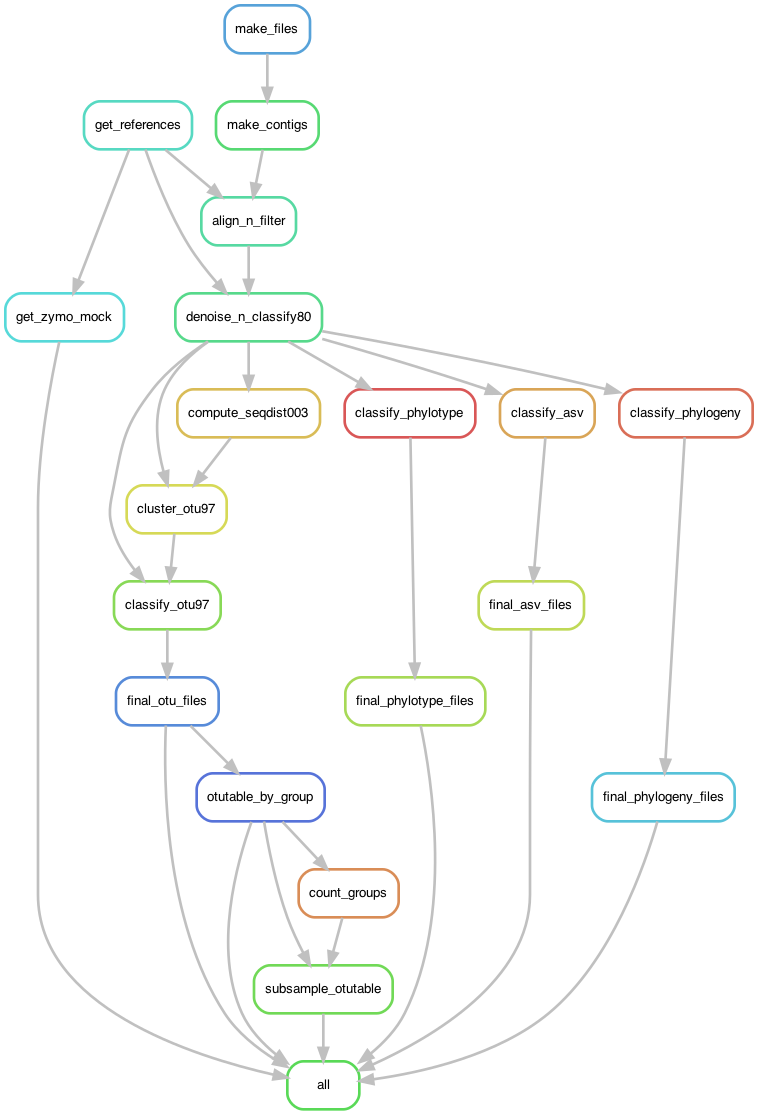 make_files
get_references
make_contigs
align_n_filter
get_zymo_mock
denoise_n_classify80
compute_seqdist003
classify_phylotype
classify_asv
classify_phylogeny
cluster_otu97
classify_otu97
final_asv_files
final_otu_files
final_phylotype_files
otutable_by_group
final_phylogeny_files
count_groups
subsample_otutable
all